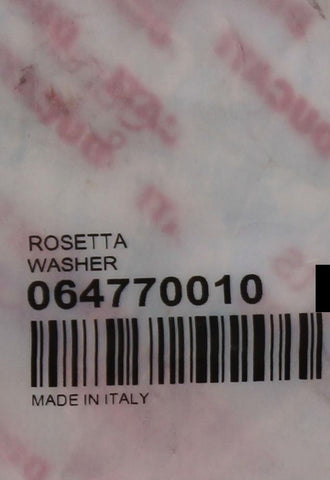 ROSETTA
WASHER
064770010
MADE IN ITALY